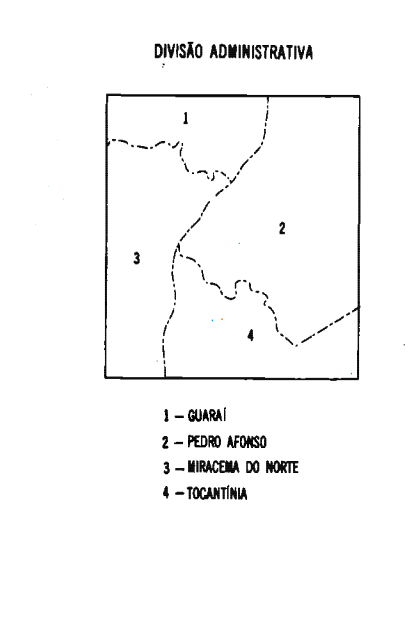 DIVISÃO ADMINISTRATIVA
1
2
3
4
1 – GUARAÍ
2 – PEDRO AFONSO
3 – MIRACEMA DO NORTE
4 – TOCANTÍNIA